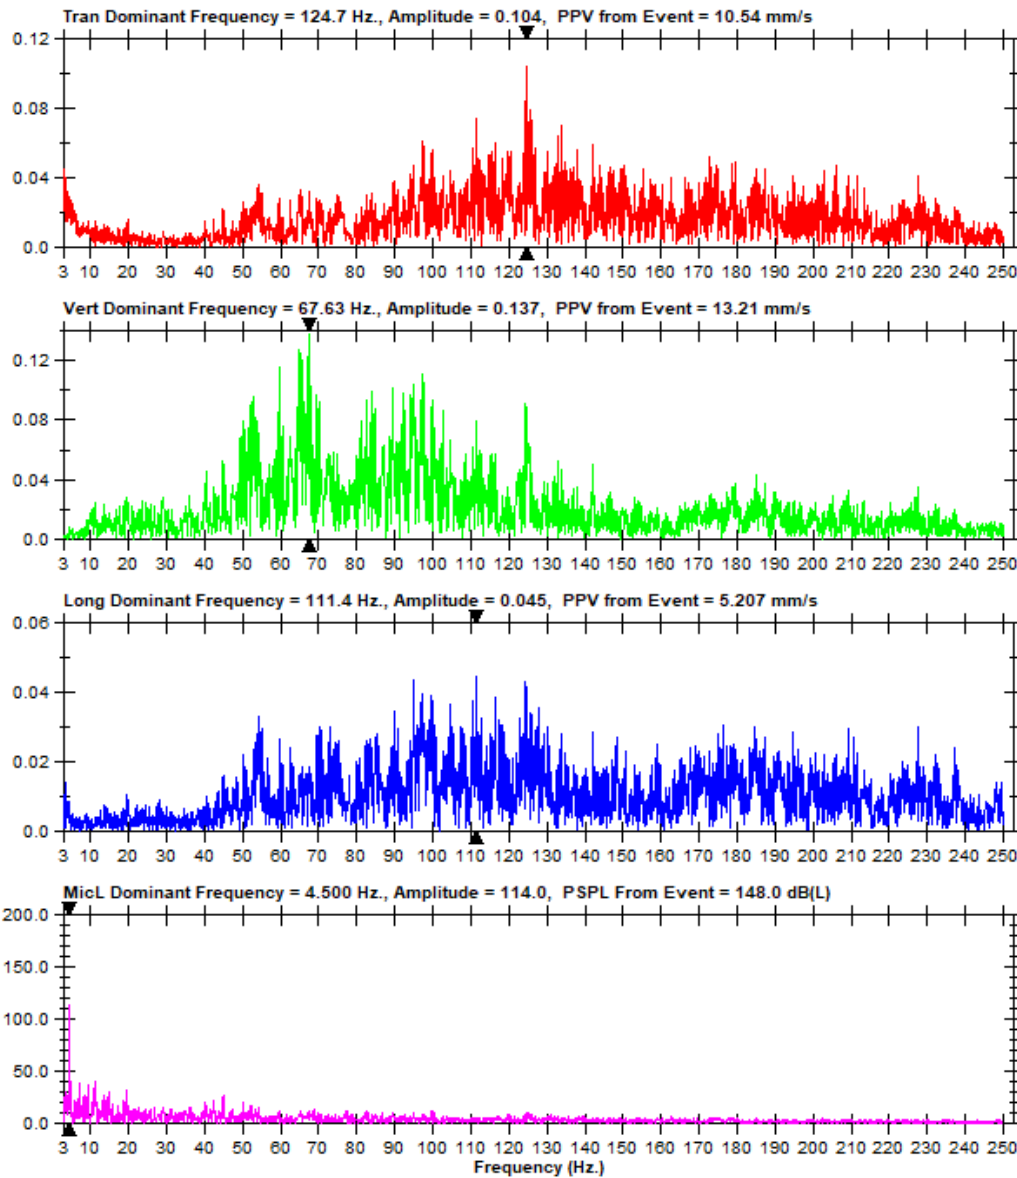 Tran Dominant Frequency = 124.7 Hz., Amplitude = 0.104, PPV from Event = 10.54 mm/s
0.12
0.08
0.04
0.0
3 10 20 30 40 50 60 70 80 90 100 110 120 130 140 150 160 170 180 190 200 210 220 230 240 250
Vert Dominant Frequency = 67.63 Hz., Amplitude = 0.137, PPV from Event = 13.21 mm/s
0.12
0.08
0.04
0.0
3 10 20 30 40 50 60 70 80 90 100 110 120 130 140 150 160 170 180 190 200 210 220 230 240 250
Long Dominant Frequency = 111.4 Hz., Amplitude = 0.045, PPV from Event = 5.207 mm/s
0.06
0.04
0.02
0.0
3 10 20 30 40 50 60 70 80 90 100 110 120 130 140 150 160 170 180 190 200 210 220 230 240 250
MicL Dominant Frequency = 4.500 Hz., Amplitude = 114.0, PSPL From Event = 148.0 dB(L)
200.0
150.0
100.0
50.0
0.0
3 10 20 30 40 50 60 70 80 90 100 110 120 130 140 150 160 170 180 190 200 210 220 230 240 250
Frequency (Hz.)